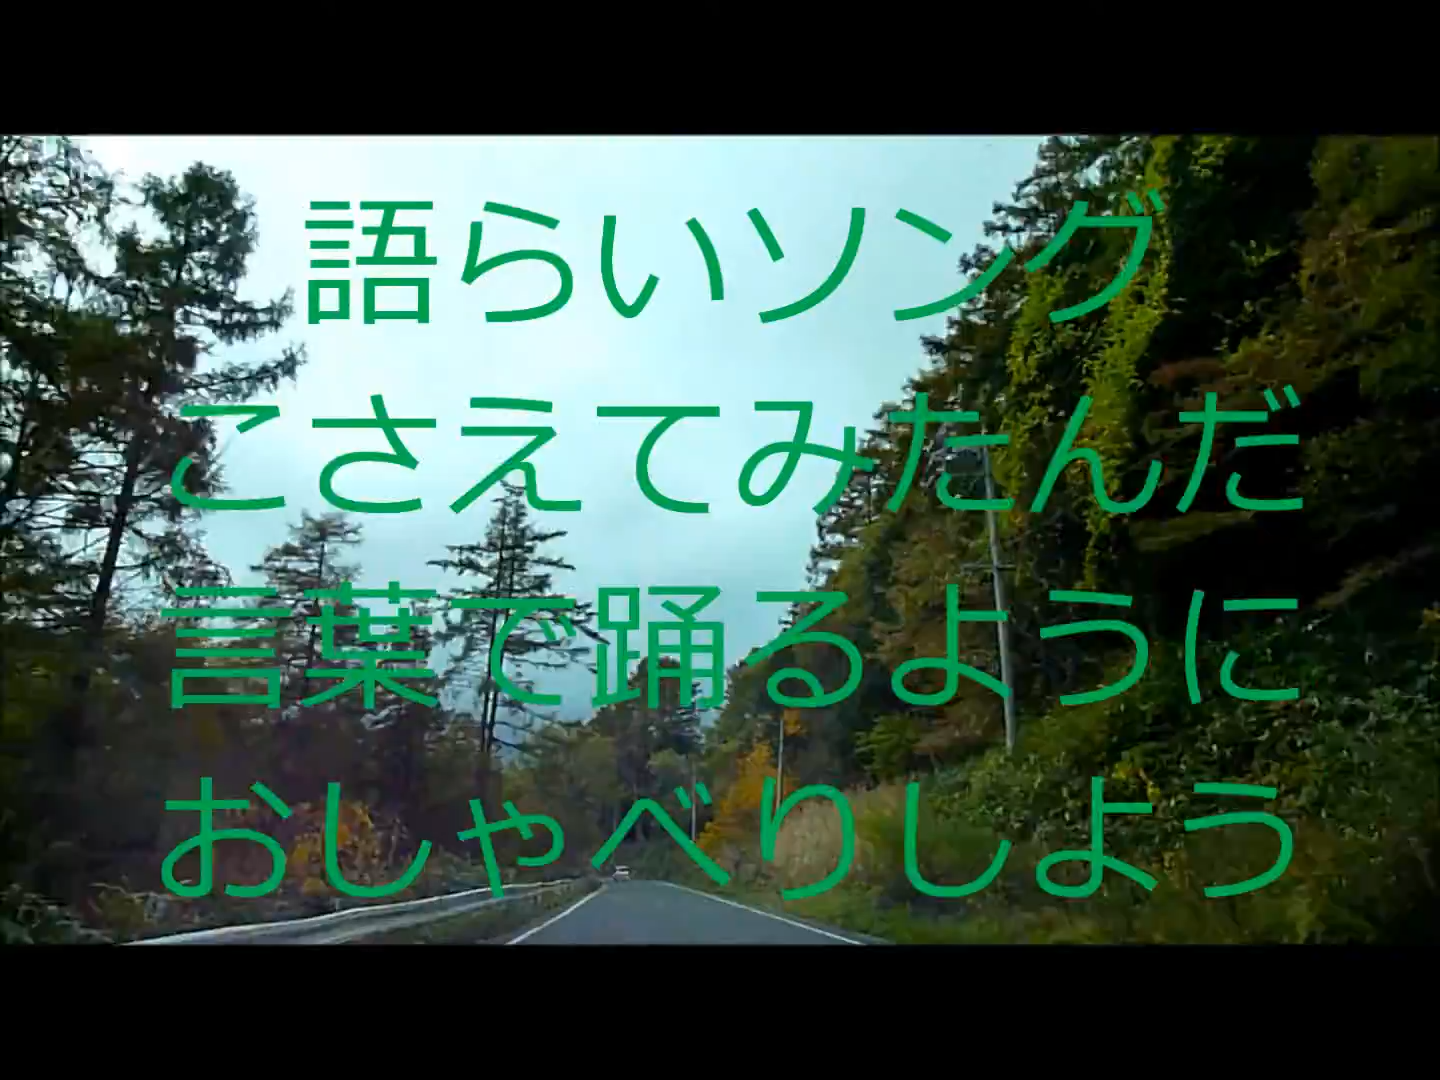 語らいソング
こさえてみたんだ
言葉で踊るように
おしゃべりしよう